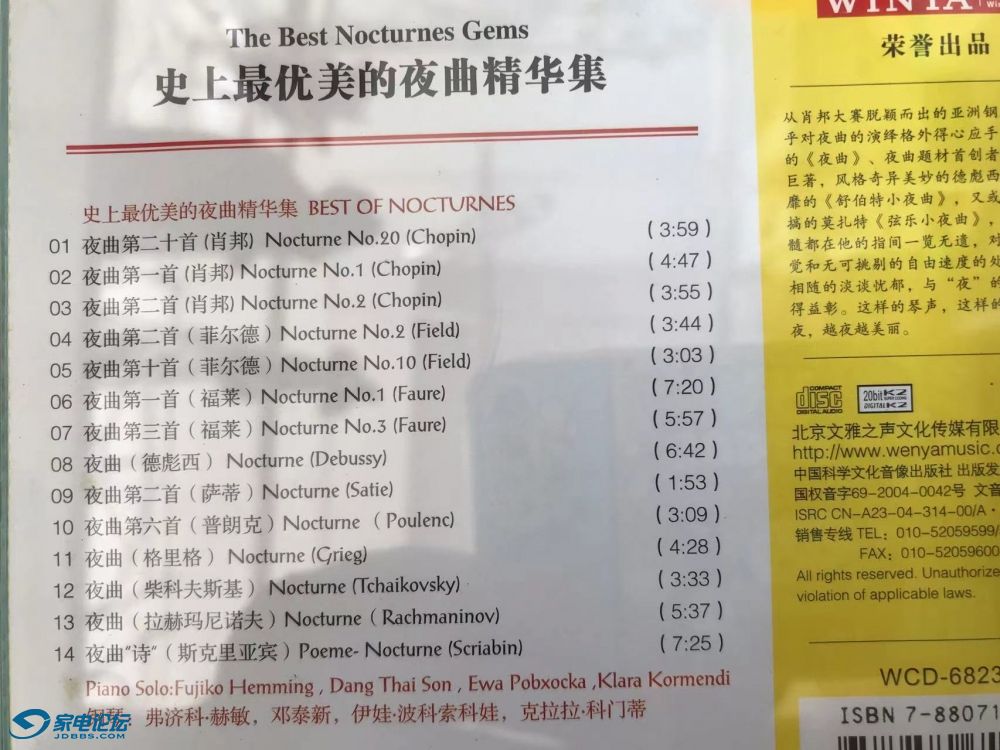 The Best Nocturnes Gems
史上最优美的夜曲精华集
史上最优美的夜曲精华集 BEST OF NOCTURNES
01 夜曲第二十首(肖邦) Nocturne No.20 (Chopin) (3:59)
02 夜曲第一首(肖邦) Nocturne No.1 (Chopin) (4:47)
03 夜曲第二首(肖邦) Nocturne No.2 (Chopin) (3:55)
04 夜曲第二首(菲尔德) Nocturne No.2 (Field) (3:44)
05 夜曲第十首(菲尔德) Nocturne No.10 (Field) (3:03)
06 夜曲第一首(福莱) Nocturne No.1 (Faure) (7:20)
07 夜曲第三首(福莱) Nocturne No.3 (Faure) (5:57)
08 夜曲(德彪西) Nocturne (Debussy) (6:42)
09 夜曲第二首(萨蒂) Nocturne (Satie) (1:53)
10 夜曲第六首(普朗克) Nocturne (Poulenc) (3:09)
11 夜曲(格里格) Nocturne (Grieg) (4:28)
12 夜曲(柴科夫斯基) Nocturne (Tchaikovsky) (3:33)
13 夜曲(拉赫玛尼诺夫) Nocturne (Rachmaninov) (5:37)
14 夜曲"诗"(斯克里亚宾) Poeme- Nocturne (Scriabin) (7:25)
Piano Solo:Fujiko Hemming , Dang Thai Son , Ewa Pobxocka ,Klara Kormendi
弗济科·赫敏, 邓泰新, 伊娃·波科索科娃, 克拉拉·科门蒂
家电论坛
JDBBS.COM
荣誉出品
从肖邦大赛脱颖而出的亚洲钢
乎对夜曲的演绎格外得心应手
的《夜曲》、夜曲题材首创者
巨著，风格奇异美妙的德彪西
靡的《舒伯特小夜曲》，又或
搞的莫扎特《弦乐小夜曲》，
髓都在他的指间一览无遗，对
觉和无可挑剔的自由速度的处
相随的淡淡忧郁，与"夜"的
得益彰。这样的琴声，这样的
夜，越夜越美丽。
COMPACT
disc
DIGITAL AUDIO
20bit K2
SUPER CODING
DIGITAL K2
北京文雅之声文化传媒有限
http://www.wenyamusic.c
中国科学文化音像出版社 出版发
国权音字69-2004-0042号 文音
ISRC CN-A23-04-314-00/A·
销售专线 TEL: 010-52059599/
FAX: 010-52059600
All rights reserved. Unauthorize
violation of applicable laws.
WCD-6823
ISBN 7-88071